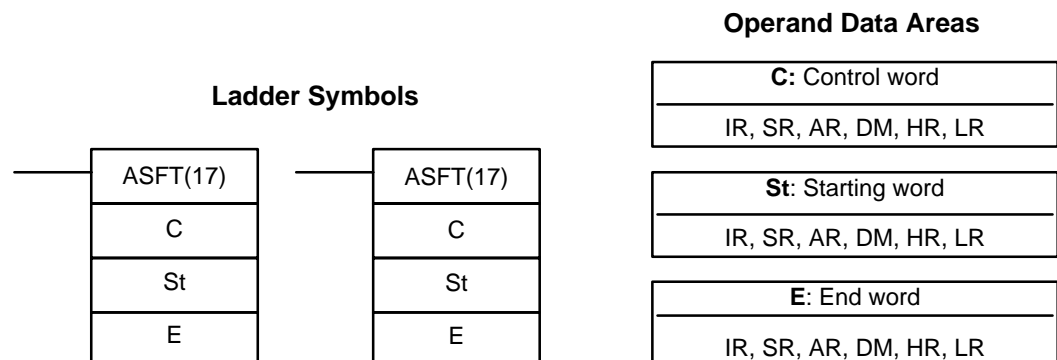 Ladder Symbols
ASFT(17)
C
St
E
ASFT(17)
C
St
E
Operand Data Areas
C: Control word
IR, SR, AR, DM, HR, LR
St: Starting word
IR, SR, AR, DM, HR, LR
E: End word
IR, SR, AR, DM, HR, LR